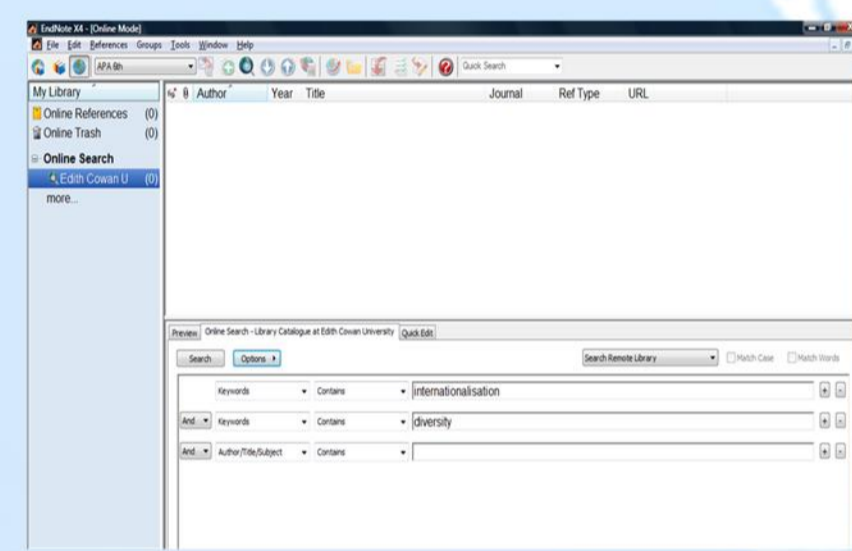 EndNote X4 - [Online Mode]
File Edit References Groups Tools Window Help
APA 6th Quick Search
My Library
Online References (0)
Online Trash (0)
Online Search
Edith Cowan U (0)
more...
Author Year Title Journal Ref Type URL
Preview Online Search - Library Catalogue at Edith Cowan University Quick Edit
Search Options Search Remote Library Match Case Match Words
Keywords Contains internationalisation
And Keywords Contains diversity
And Author/Title/Subject Contains